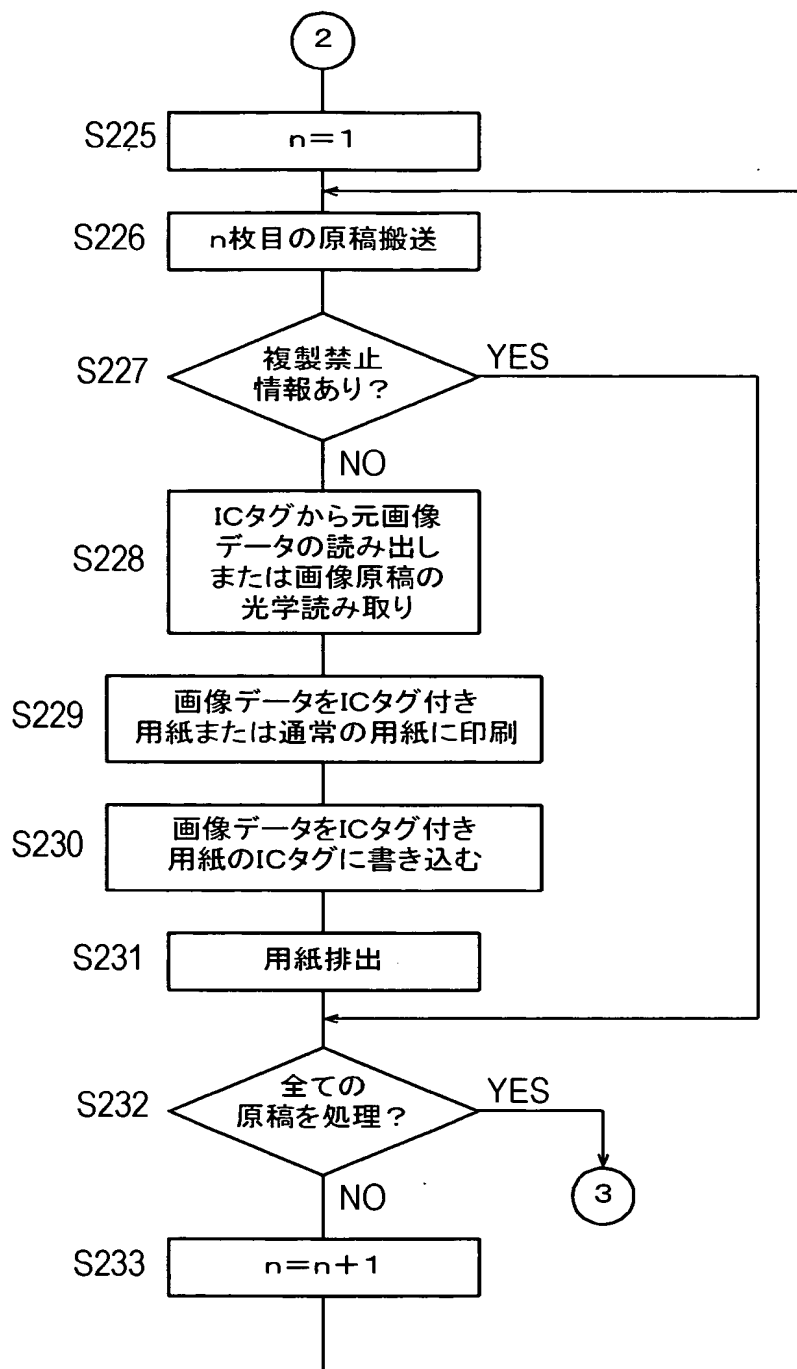 2
S225
n=1
S226
n枚目の原稿搬送
S227
複製禁止
情報あり?
YES
NO
S228
ICタグから元画像
データの読み出し
または画像原稿の
光学読み取り
S229
画像データをICタグ付き
用紙または通常の用紙に印刷
S230
画像データをICタグ付き
用紙のICタグに書き込む
S231
用紙排出
S232
全ての
原稿を処理?
YES
3
NO
S233
n=n+1